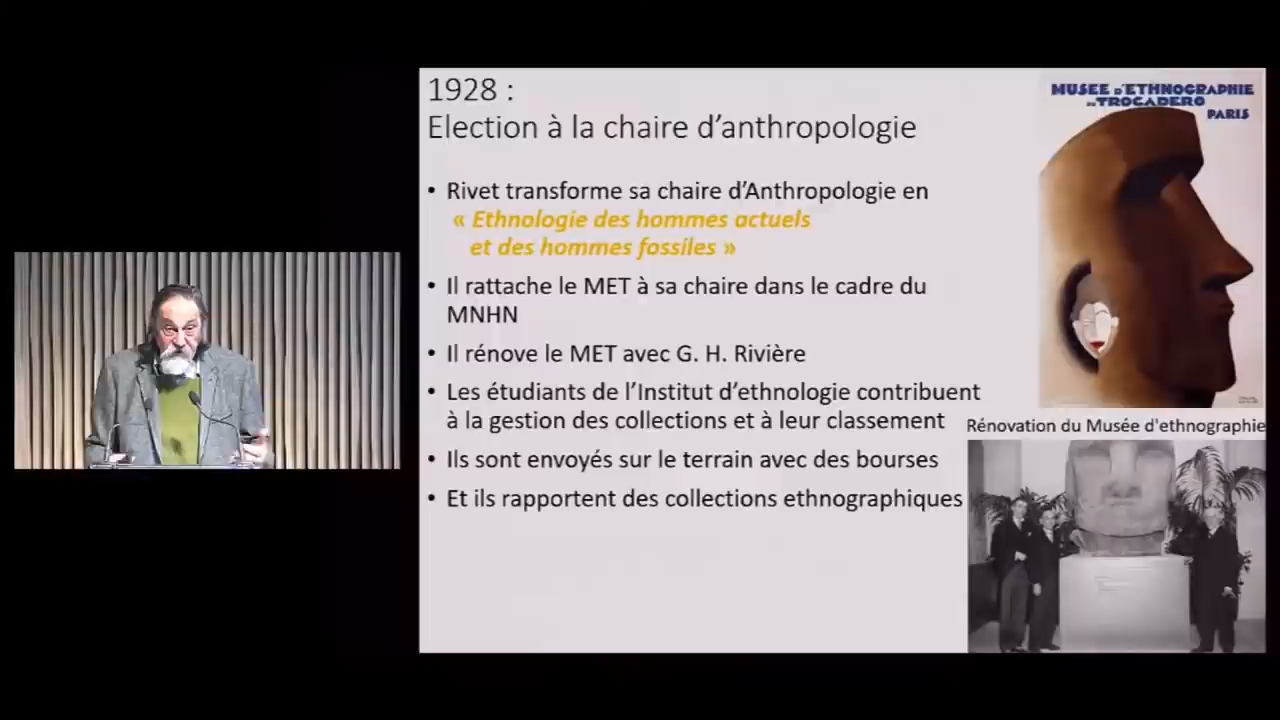 1928 :
Election à la chaire d'anthropologie
• Rivet transforme sa chaire d'Anthropologie en
« Ethnologie des hommes actuels
et des hommes fossiles »
• Il rattache le MET à sa chaire dans le cadre du
MNHN
• Il rénove le MET avec G. H. Rivière
• Les étudiants de l'Institut d'ethnologie contribuent
à la gestion des collections et à leur classement
• Ils sont envoyés sur le terrain avec des bourses
• Et ils rapportent des collections ethnographiques
MUSEE D'ETHNOGRAPHIE
DU TROCADERO
PARIS
Rénovation du Musée d'ethnographie